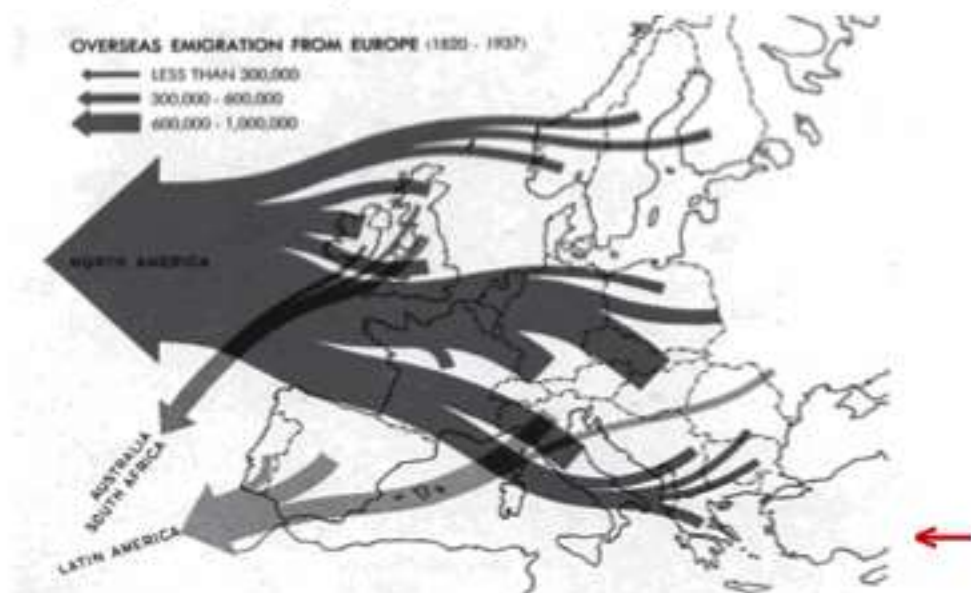 OVERSEAS EMIGRATION FROM EUROPE (1820 - 1937)
LESS THAN 300,000
300,000 - 600,000
600,000 - 1,000,000
NORTH AMERICA
AUSTRALIA
SOUTH AFRICA
LATIN AMERICA